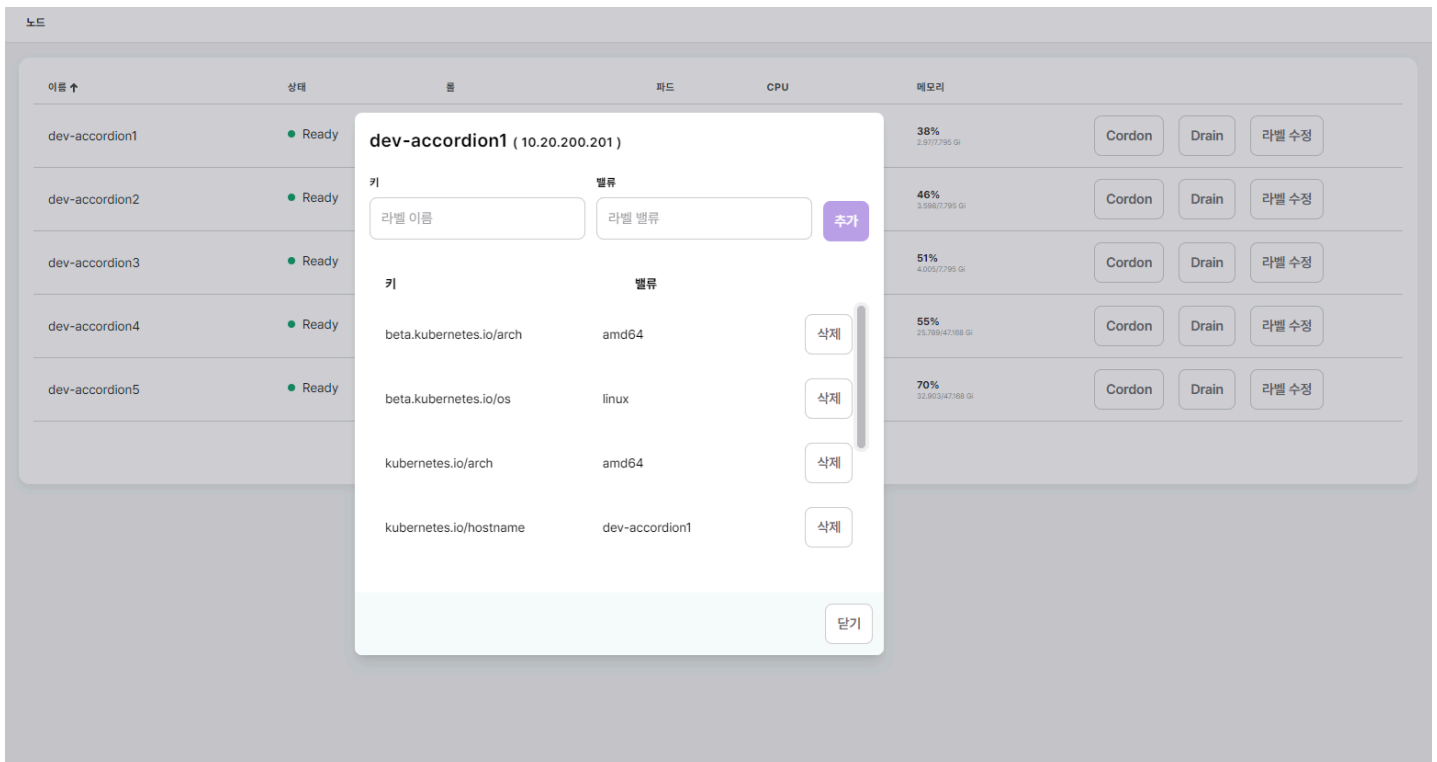 노드
이름 ↑ 상태 롤 파드 CPU 메모리
dev-accordion1 Ready 38% Cordon Drain 라벨 수정
2.97/7.795 Gi
dev-accordion2 Ready 46% Cordon Drain 라벨 수정
3.598/7.795 Gi
dev-accordion3 Ready 51% Cordon Drain 라벨 수정
4.005/7.795 Gi
dev-accordion4 Ready 55% Cordon Drain 라벨 수정
25.789/47.168 Gi
dev-accordion5 Ready 70% Cordon Drain 라벨 수정
32.903/47.168 Gi
dev-accordion1 ( 10.20.200.201 )
키 밸류
라벨 이름 라벨 밸류 추가
키 밸류
beta.kubernetes.io/arch amd64 삭제
beta.kubernetes.io/os linux 삭제
kubernetes.io/arch amd64 삭제
kubernetes.io/hostname dev-accordion1 삭제
닫기